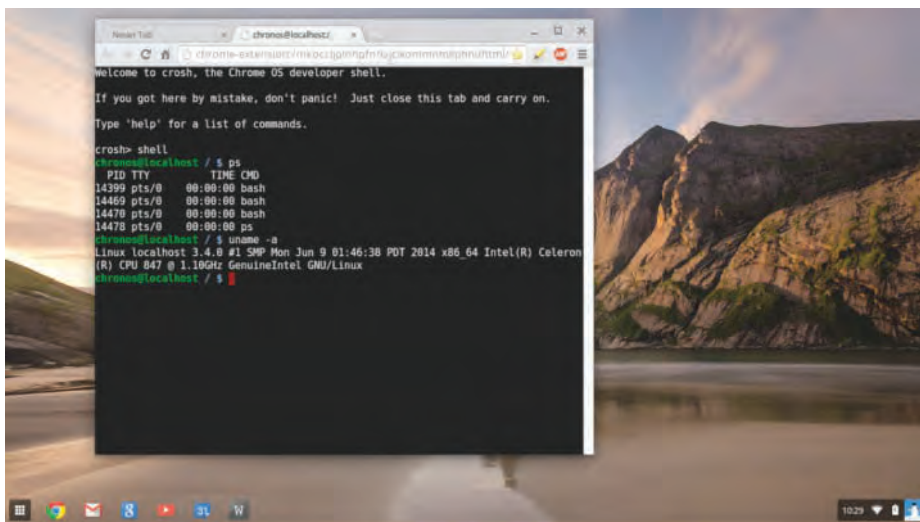 Neuer Tab
chronos@localhost:/
Welcome to crosh, the Chrome OS developer shell.
If you got here by mistake, don't panic! Just close this tab and carry on.
Type 'help' for a list of commands.
crosh> shell
chronos@localhost / $ ps
PID TTY TIME CMD
14399 pts/0 00:00:00 bash
14469 pts/0 00:00:00 bash
14470 pts/0 00:00:00 bash
14478 pts/0 00:00:00 ps
chronos@localhost / $ uname -a
Linux localhost 3.4.0 #1 SMP Mon Jun 9 01:46:38 PDT 2014 x86_64 Intel(R) Celeron
(R) CPU 847 @ 1.10GHz GenuineIntel GNU/Linux
chronos@localhost / $
8 31 W
10:29